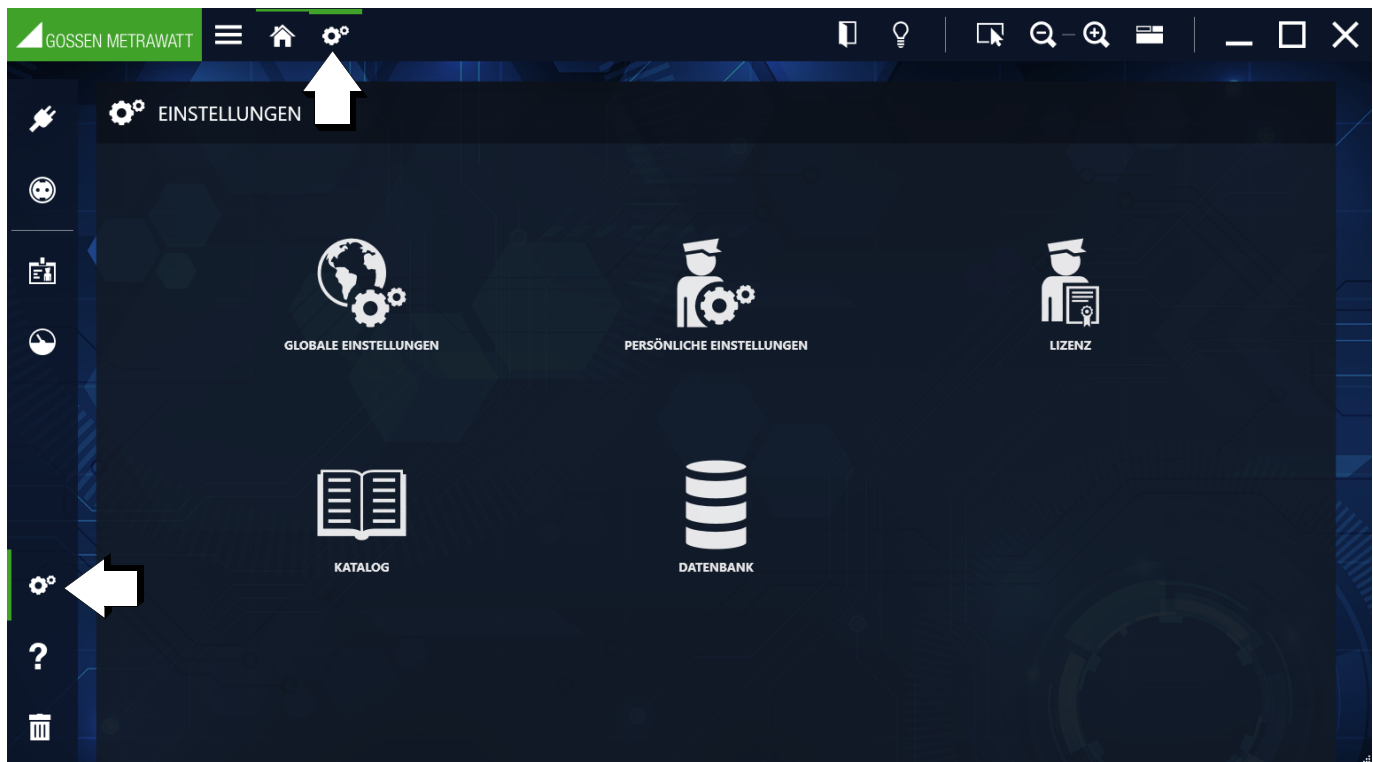 GOSSEN METRAWATT
EINSTELLUNGEN
GLOBALE EINSTELLUNGEN
PERSÖNLICHE EINSTELLUNGEN
LIZENZ
KATALOG
DATENBANK
?